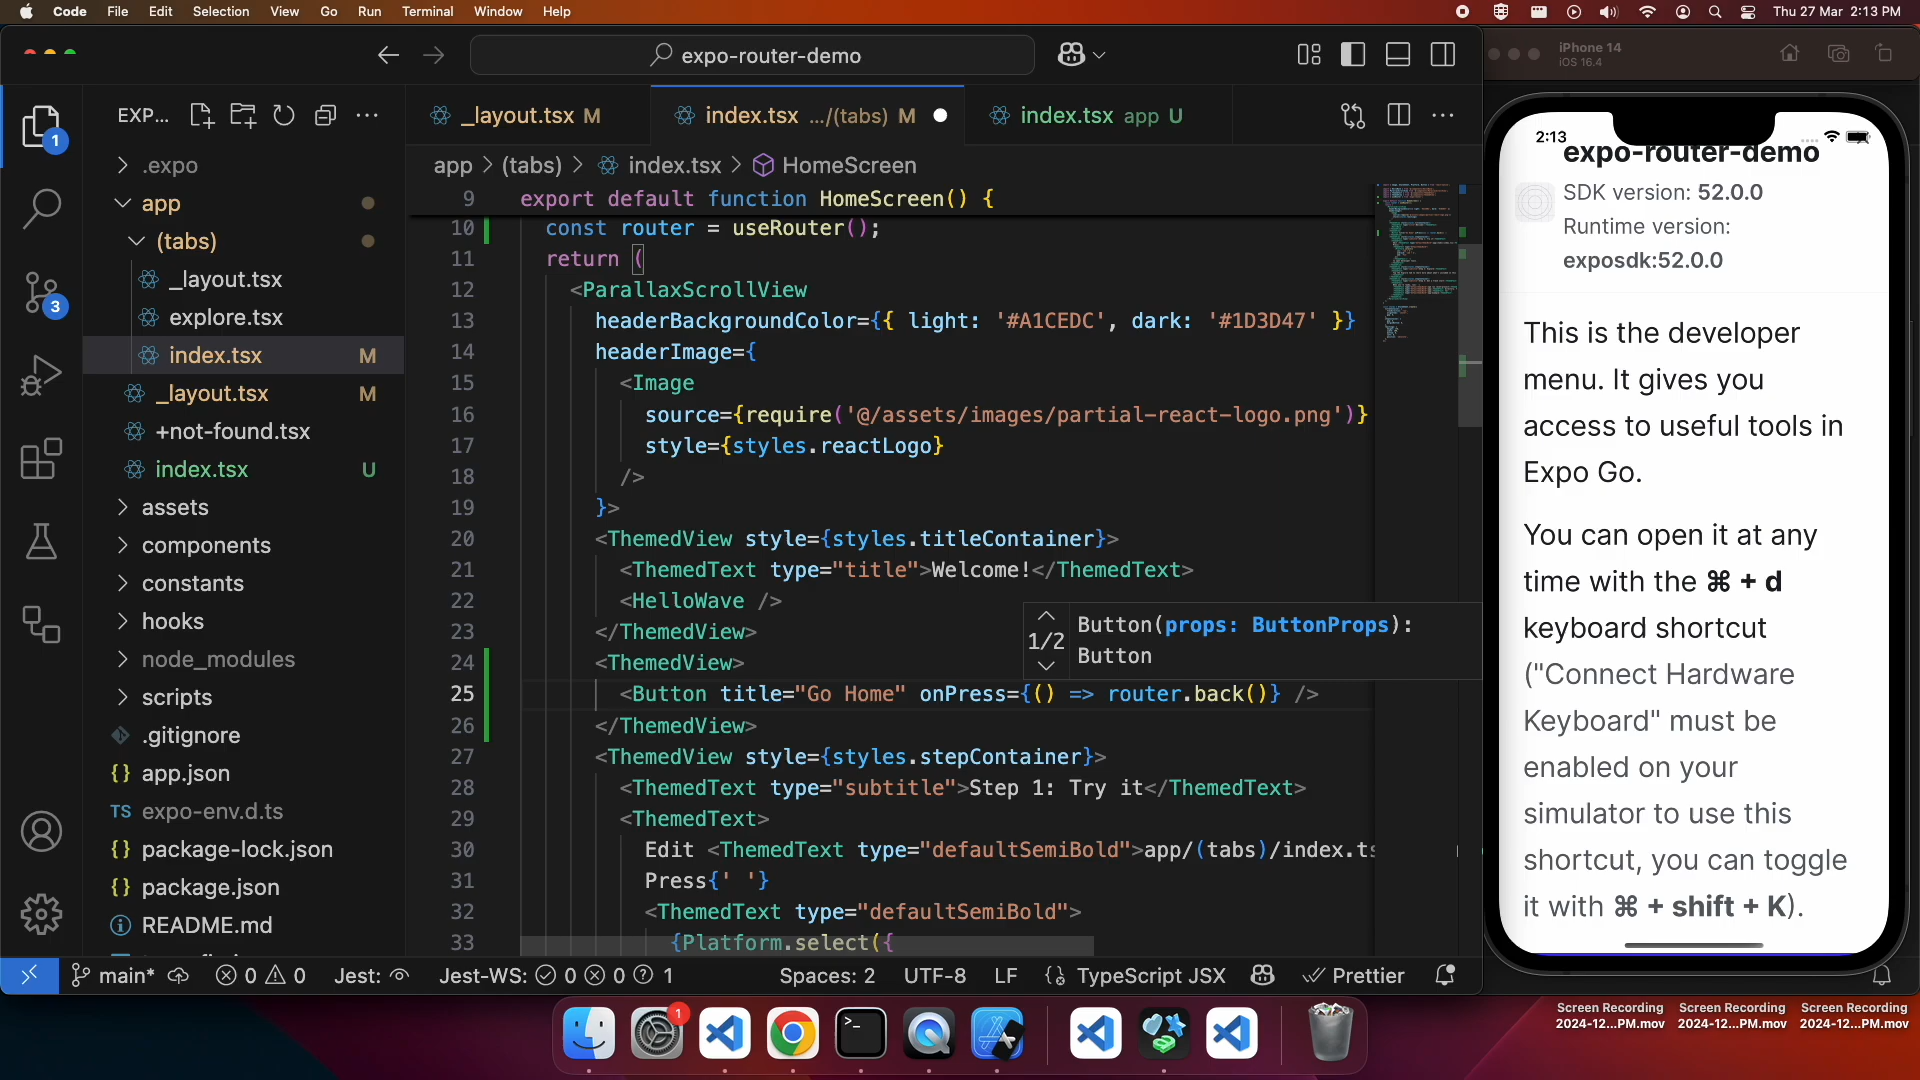 Code File Edit Selection View Go Run Terminal Window Help
Thu 27 Mar 2:13 PM
expo-router-demo
EXP...
_layout.tsx M
index.tsx .../(tabs) M
index.tsx app U
app > (tabs) > index.tsx > HomeScreen
.expo
app
(tabs)
_layout.tsx
explore.tsx
index.tsx M
_layout.tsx M
+not-found.tsx
index.tsx U
assets
components
constants
hooks
node_modules
scripts
.gitignore
{} app.json
TS expo-env.d.ts
{} package-lock.json
{} package.json
README.md
1
3
9 export default function HomeScreen() {
10 const router = useRouter();
11 return (
12 <ParallaxScrollView
13 headerBackgroundColor={{ light: '#A1CEDC', dark: '#1D3D47' }}
14 headerImage={
15 <Image
16 source={require('@/assets/images/partial-react-logo.png')}
17 style={styles.reactLogo}
18 />
19 }>
20 <ThemedView style={styles.titleContainer}>
21 <ThemedText type="title">Welcome!</ThemedText>
22 <HelloWave />
23 </ThemedView>
24 <ThemedView>
25 <Button title="Go Home" onPress={() => router.back()} />
26 </ThemedView>
27 <ThemedView style={styles.stepContainer}>
28 <ThemedText type="subtitle">Step 1: Try it</ThemedText>
29 <ThemedText>
30 Edit <ThemedText type="defaultSemiBold">app/(tabs)/index.ts
31 Press{' '}
32 <ThemedText type="defaultSemiBold">
33 {Platform.select({
1/2
Button(props: ButtonProps):
Button
main* 0 0 Jest: Jest-WS: 0 0 1 Spaces: 2 UTF-8 LF {} TypeScript JSX Prettier
iPhone 14
iOS 16.4
2:13
expo-router-demo
SDK version: 52.0.0
Runtime version:
exposdk:52.0.0
This is the developer
menu. It gives you
access to useful tools in
Expo Go.
You can open it at any
time with the ⌘ + d
keyboard shortcut
("Connect Hardware
Keyboard" must be
enabled on your
simulator to use this
shortcut, you can toggle
it with ⌘ + shift + K).
1
Screen Recording Screen Recording Screen Recording
2024-12...PM.mov 2024-12...PM.mov 2024-12...PM.mov